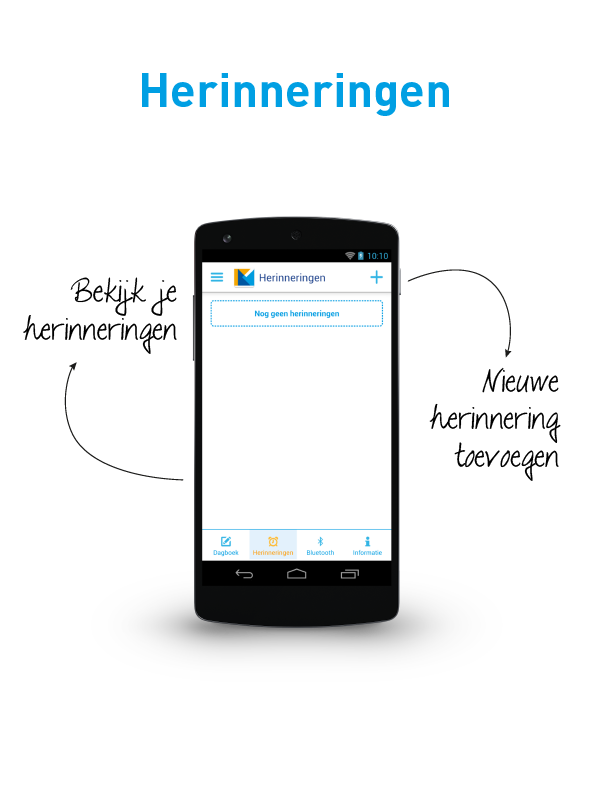 Herinneringen
10:10
Herinneringen
Nog geen herinneringen
Bekijk je
herinneringen
Nieuwe
herinnering
toevoegen
Dagboek
Herinneringen
Bluetooth
Informatie